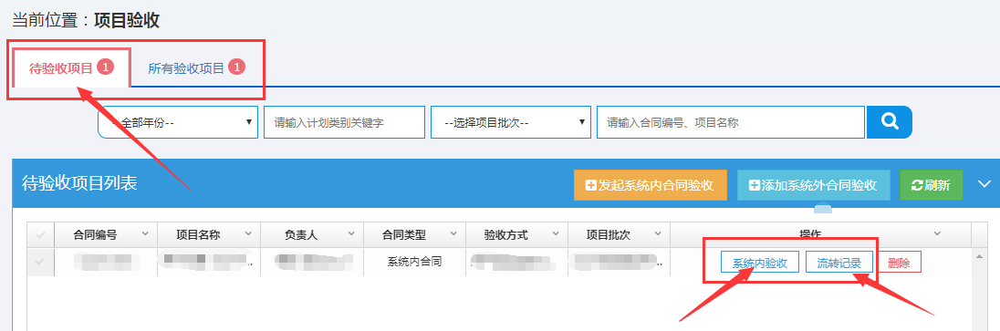 当前位置：项目验收
待验收项目 1 所有验收项目 1
--全部年份-- 请输入计划类别关键字 --选择项目批次-- 请输入合同编号、项目名称
待验收项目列表 发起系统内合同验收 添加系统外合同验收 刷新
合同编号 项目名称 负责人 合同类型 验收方式 项目批次 操作
系统内合同 系统内验收 流转记录 删除